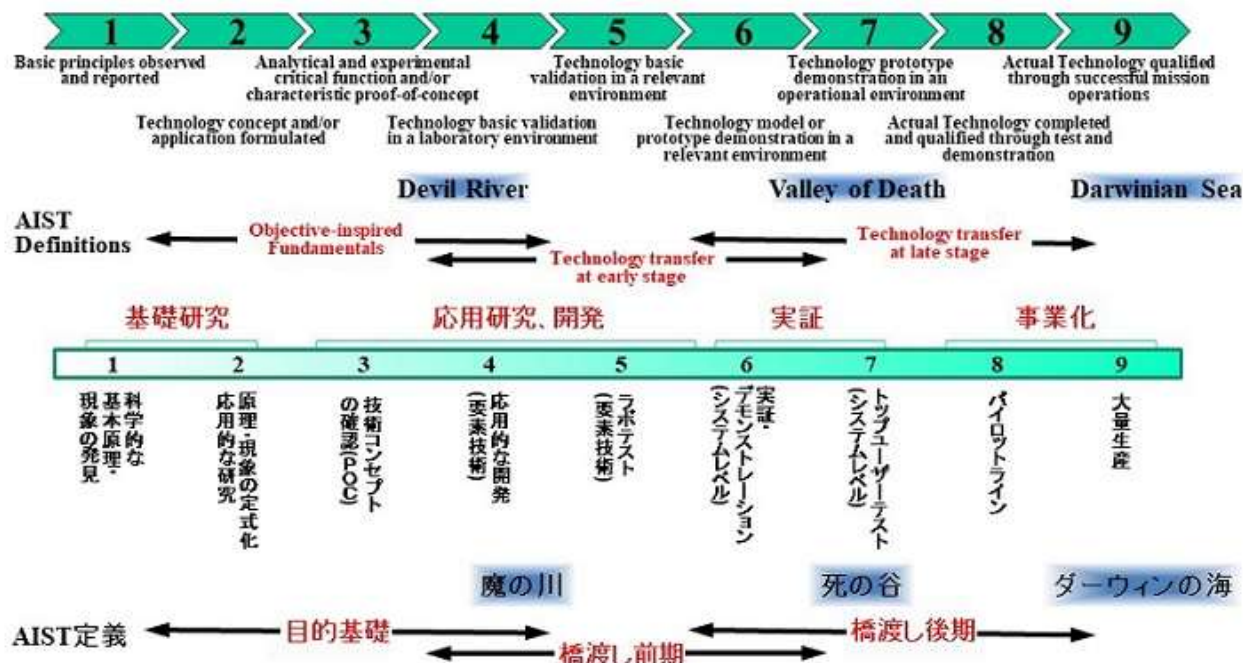 1 2 3 4 5 6 7 8 9
Basic principles observed
and reported
Technology concept and/or
application formulated
Analytical and experimental
critical function and/or
characteristic proof-of-concept
Technology basic validation
in a laboratory environment
Technology basic
validation in a relevant
environment
Technology model or
prototype demonstration in a
relevant environment
Technology prototype
demonstration in an
operational environment
Actual Technology completed
and qualified through test and
demonstration
Actual Technology qualified
through successful mission
operations
Devil River
Valley of Death
Darwinian Sea
AIST
Definitions
Objective-inspired
Fundamentals
Technology transfer
at early stage
Technology transfer
at late stage
基礎研究
応用研究、開発
実証
事業化
1 2 3 4 5 6 7 8 9
科学的な
基本原理・
現象の発見
原理・現象の定式化
応用的な研究
技術コンセプト
の確認(POC)
応用的な開発
(要素技術)
ラボテスト
(要素技術)
実証・
デモンストレーション
(システムレベル)
トップユーザーテスト
(システムレベル)
パイロットライン
大量生産
魔の川
死の谷
ダーウィンの海
AIST定義
目的基礎
橋渡し前期
橋渡し後期